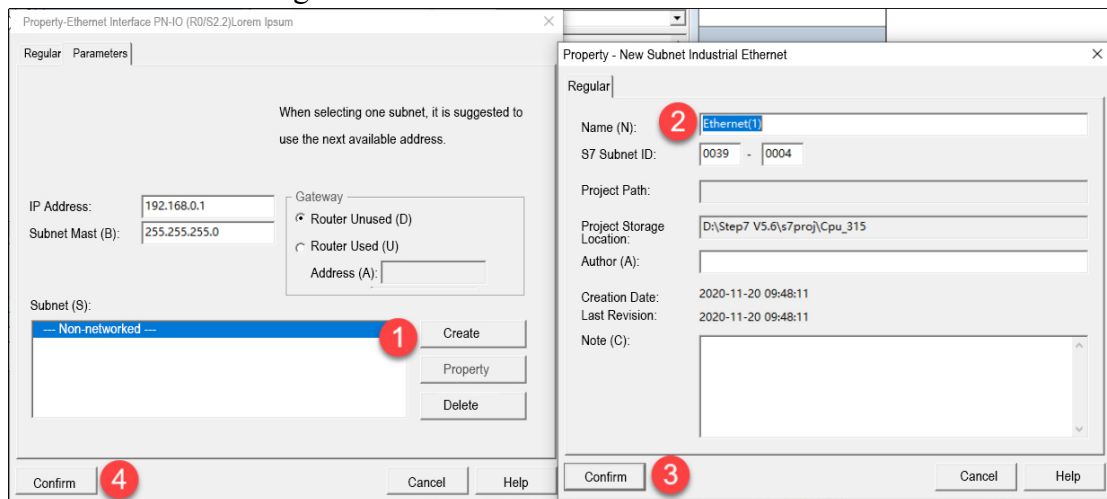 Property-Ethernet Interface PN-IO (R0/S2.2)Lorem Ipsum
Regular Parameters
When selecting one subnet, it is suggested to
use the next available address.
IP Address: 192.168.0.1
Subnet Mast (B): 255.255.255.0
Gateway
Router Unused (D)
Router Used (U)
Address (A):
Subnet (S):
--- Non-networked ---
1
Create
Property
Delete
Confirm
4
Cancel
Help
Property - New Subnet Industrial Ethernet
Regular
Name (N): 2 Ethernet(1)
S7 Subnet ID: 0039 - 0004
Project Path:
Project Storage
Location:
D:\Step7 V5.6\s7proj\Cpu_315
Author (A):
Creation Date: 2020-11-20 09:48:11
Last Revision: 2020-11-20 09:48:11
Note (C):
Confirm
3
Cancel
Help